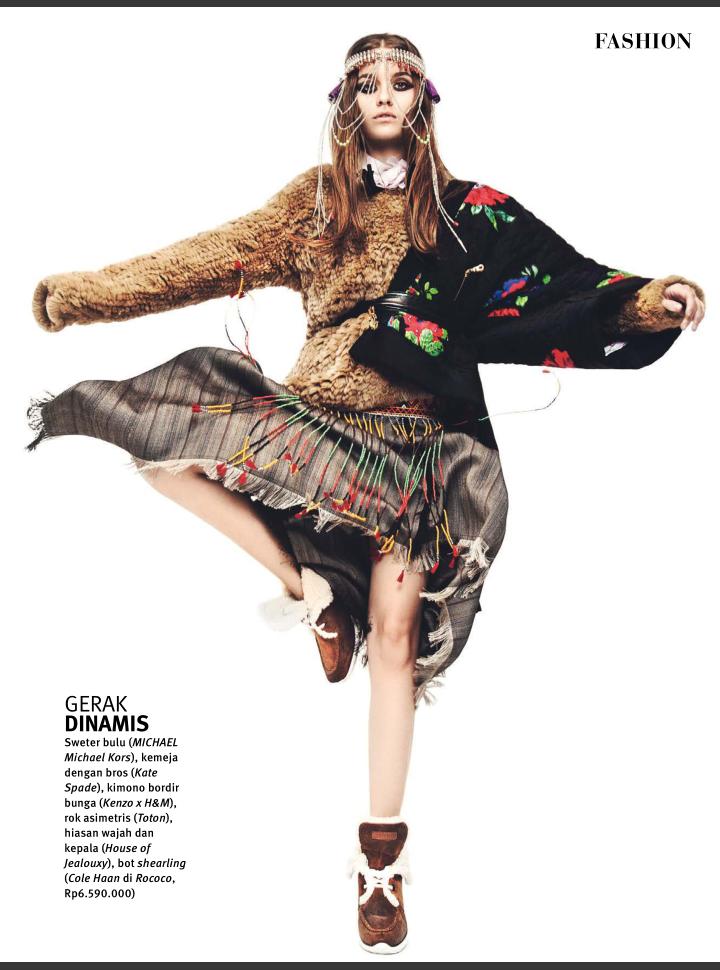 FASHION
GERAK
DINAMIS
Sweter bulu (MICHAEL
Michael Kors), kemeja
dengan bros (Kate
Spade), kimono bordir
bunga (Kenzo x H&M),
rok asimetris (Toton),
hiasan wajah dan
kepala (House of
Jealouxy), bot shearling
(Cole Haan di Rococo,
Rp6.590.000)